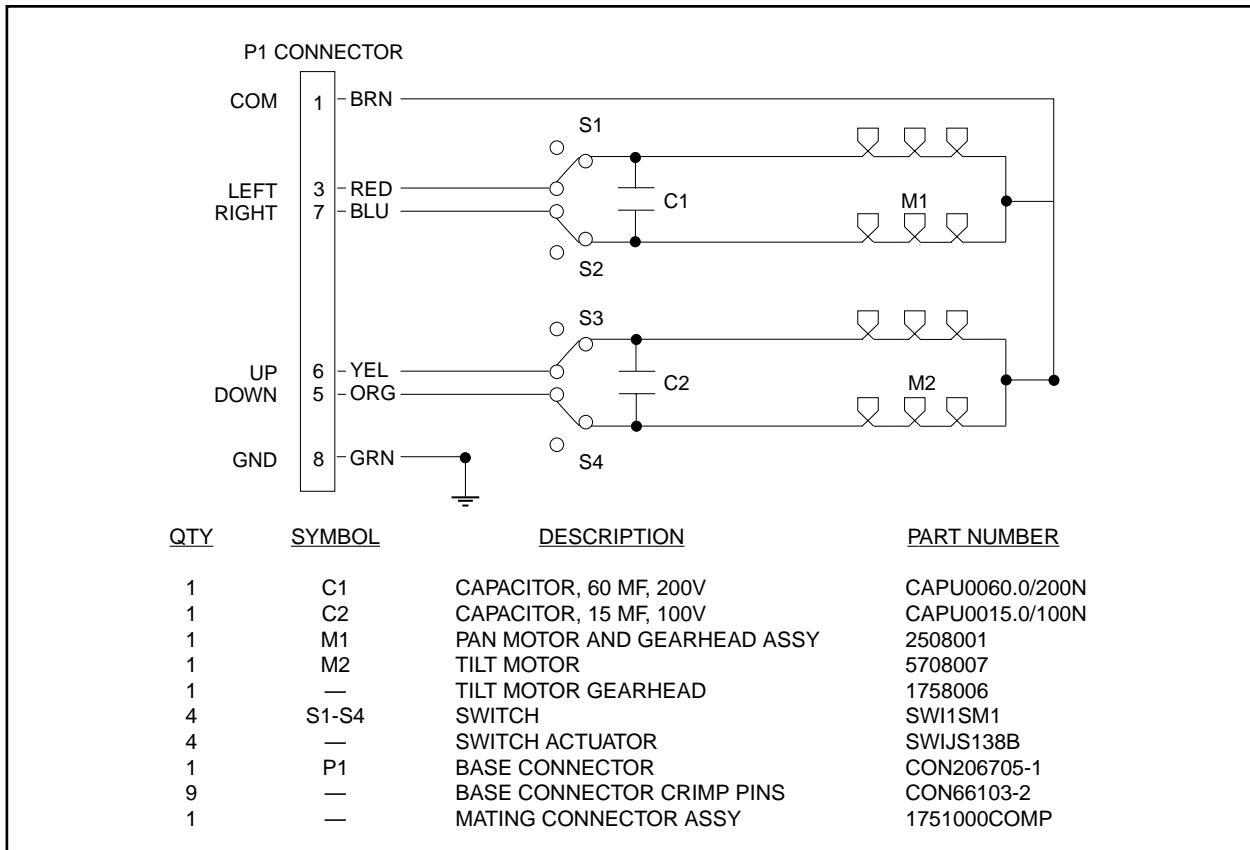 P1 CONNECTOR
COM 1 BRN
S1
LEFT 3 RED
C1 M1
RIGHT 7 BLU
S2
S3
UP 6 YEL
C2 M2
DOWN 5 ORG
GND 8 GRN
S4
QTY SYMBOL DESCRIPTION PART NUMBER
1 C1 CAPACITOR, 60 MF, 200V CAPU0060.0/200N
1 C2 CAPACITOR, 15 MF, 100V CAPU0015.0/100N
1 M1 PAN MOTOR AND GEARHEAD ASSY 2508001
1 M2 TILT MOTOR 5708007
1 — TILT MOTOR GEARHEAD 1758006
4 S1-S4 SWITCH SWI1SM1
4 — SWITCH ACTUATOR SWIJS138B
1 P1 BASE CONNECTOR CON206705-1
9 — BASE CONNECTOR CRIMP PINS CON66103-2
1 — MATING CONNECTOR ASSY 1751000COMP